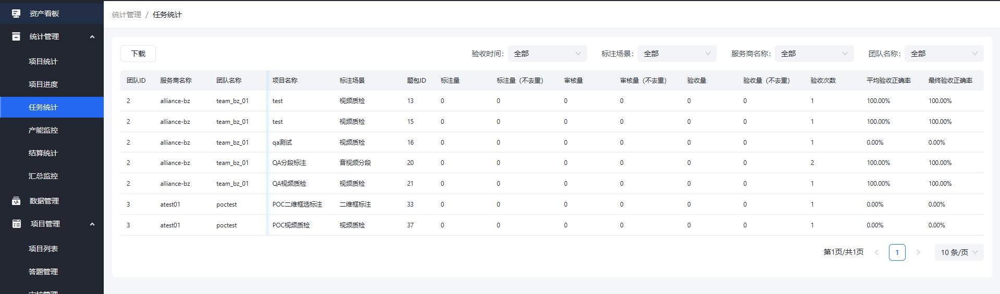 资产看板
统计管理
项目统计
项目进度
任务统计
产能监控
结算统计
汇总监控
数据管理
项目管理
项目列表
答题管理
统计管理 / 任务统计
下载 验收时间: 全部 标注场景: 全部 服务商名称: 全部 团队名称: 全部
团队ID 服务商名称 团队名称 项目名称 标注场景 题包ID 标注量 标注量（不去重） 审核量 审核量（不去重） 验收量 验收量（不去重） 验收次数 平均验收正确率 最终验收正确率
2 alliance-bz team_bz_01 test 视频质检 13 0 0 0 0 0 0 1 100.00% 100.00%
2 alliance-bz team_bz_01 test 视频质检 15 0 0 0 0 0 0 1 100.00% 100.00%
2 alliance-bz team_bz_01 qa测试 视频质检 16 0 0 0 0 0 0 1 0.00% 0.00%
2 alliance-bz team_bz_01 QA分段标注 音视频分段 20 0 0 0 0 0 0 2 100.00% 100.00%
2 alliance-bz team_bz_01 QA视频质检 视频质检 21 0 0 0 0 0 0 1 100.00% 100.00%
3 atest01 poctest POC二维框选标注 二维框标注 33 0 0 0 0 0 0 1 0.00% 0.00%
3 atest01 poctest POC视频质检 视频质检 37 0 0 0 0 0 0 1 0.00% 0.00%
第1页/共1页 < 1 > 10 条/页